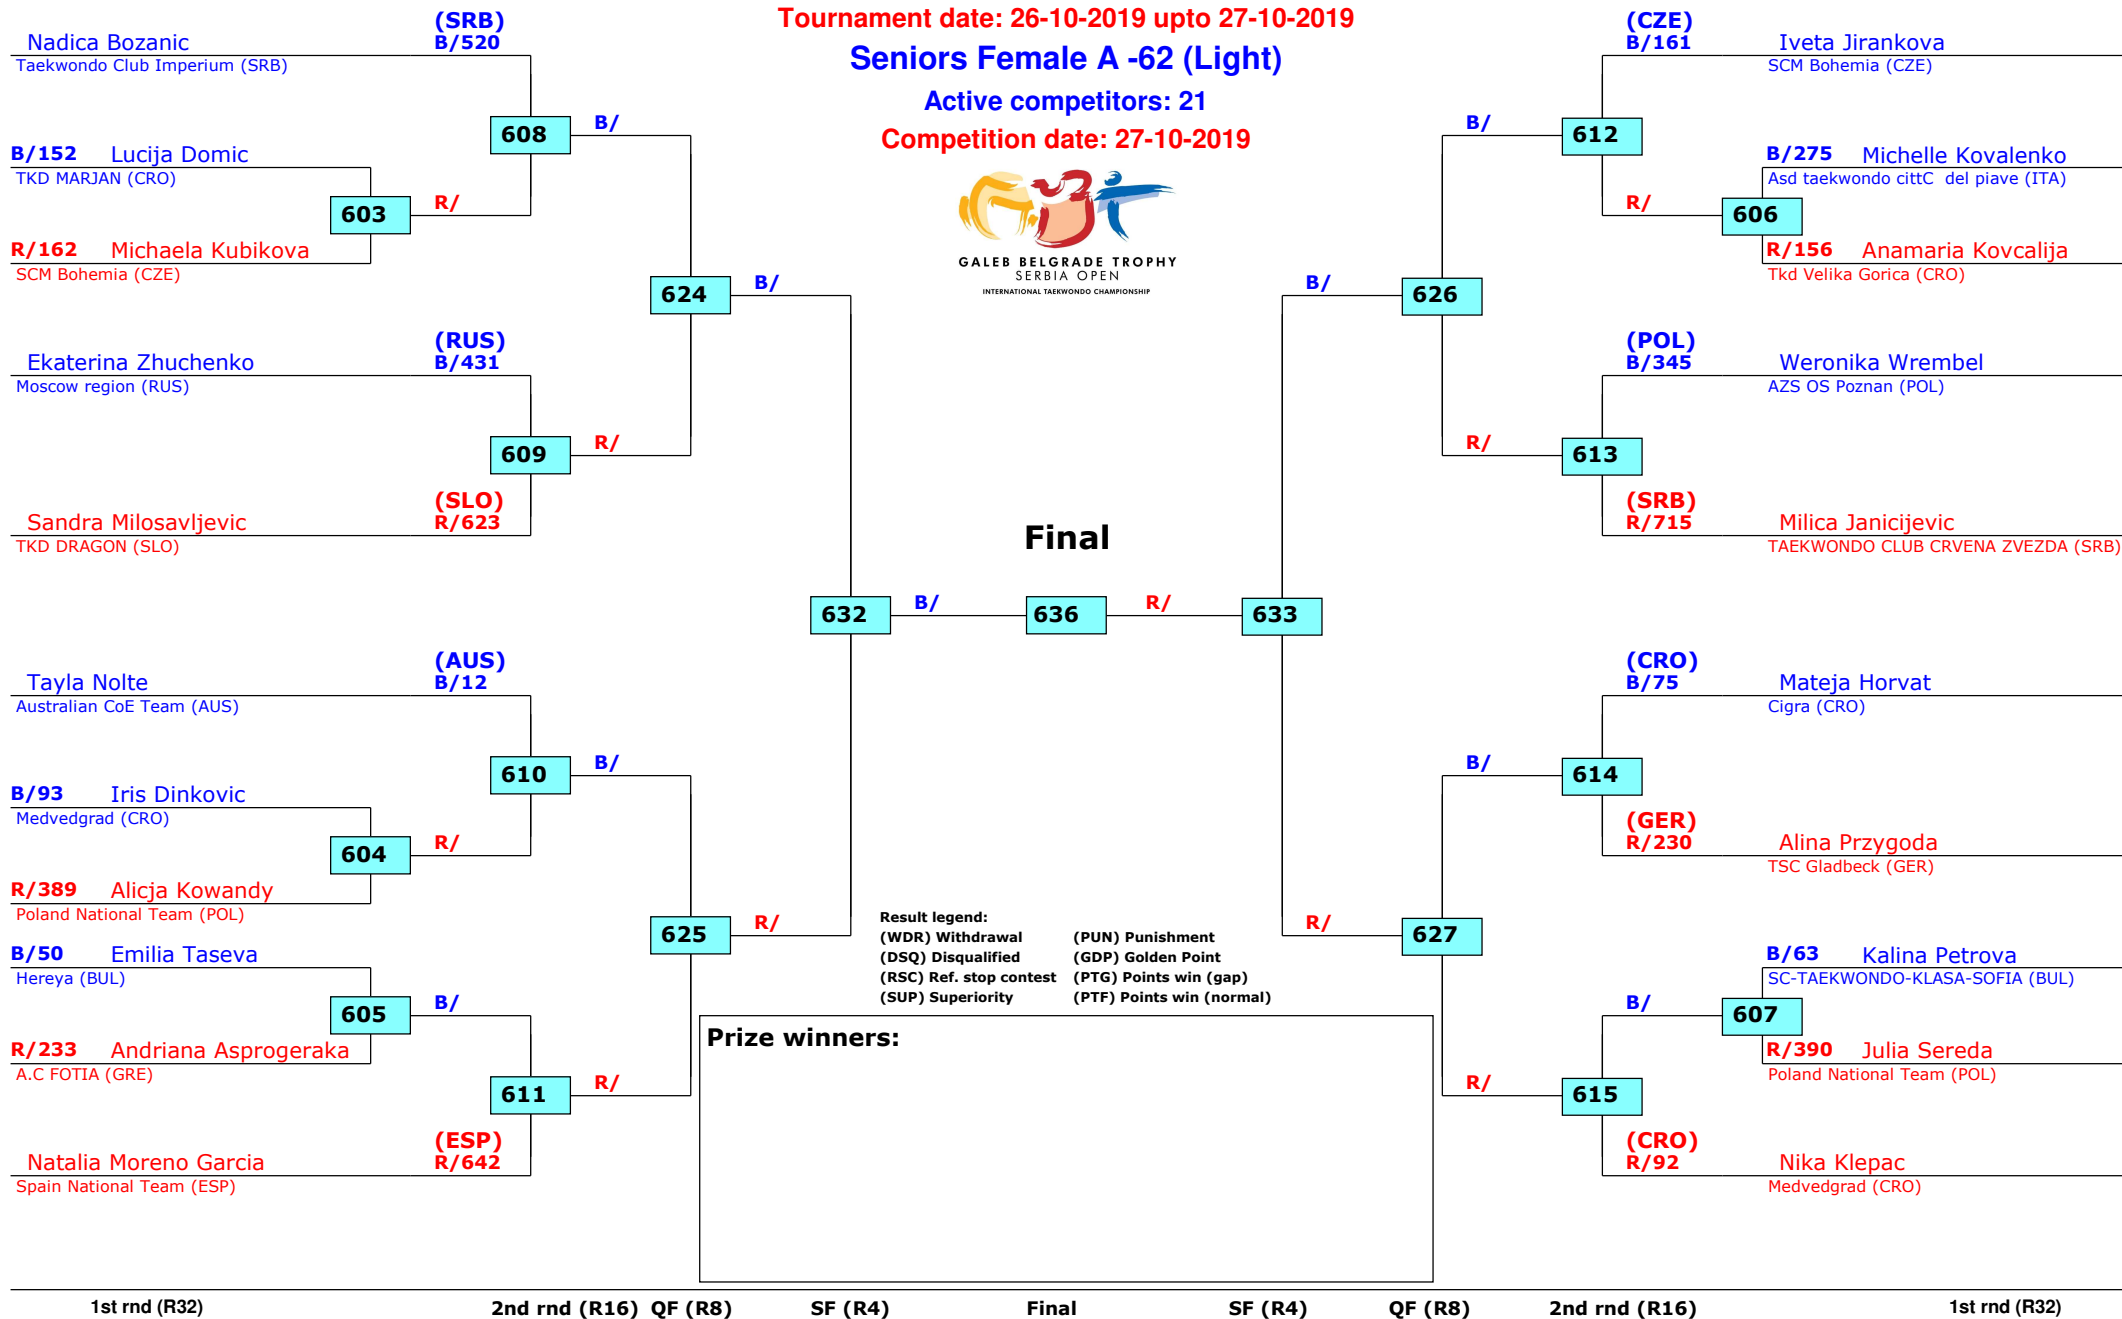 Tournament date: 26-10-2019 upto 27-10-2019
Seniors Female A -62 (Light)
Active competitors: 21
Competition date: 27-10-2019
GALEB BELGRADE TROPHY
SERBIA OPEN
INTERNATIONAL TAEKWONDO CHAMPIONSHIP
(SRB)
Nadica Bozanic B/520
Taekwondo Club Imperium (SRB)
608 B/
B/152 Lucija Domic
TKD MARJAN (CRO)
603 R/
R/162 Michaela Kubikova
SCM Bohemia (CZE)
624 B/
(RUS)
Ekaterina Zhuchenko B/431
Moscow region (RUS)
609 R/
(SLO)
Sandra Milosavljevic R/623
TKD DRAGON (SLO)
632 B/
(AUS)
Tayla Nolte B/12
Australian CoE Team (AUS)
610 B/
B/93 Iris Dinkovic
Medvedgrad (CRO)
604 R/
R/389 Alicja Kowandy
Poland National Team (POL)
625 R/
B/50 Emilia Taseva
Hereya (BUL)
605 B/
R/233 Andriana Asprogeraka
A.C FOTIA (GRE)
611 R/
(ESP)
Natalia Moreno Garcia R/642
Spain National Team (ESP)
Final
636
(CZE)
B/161 Iveta Jirankova
SCM Bohemia (CZE)
B/ 612
B/275 Michelle Kovalenko
Asd taekwondo cittC del piave (ITA)
R/ 606
R/156 Anamaria Kovcalija
Tkd Velika Gorica (CRO)
B/ 626
(POL)
B/345 Weronika Wrembel
AZS OS Poznan (POL)
R/ 613
(SRB)
R/715 Milica Janicijevic
TAEKWONDO CLUB CRVENA ZVEZDA (SRB)
R/ 633
(CRO)
B/75 Mateja Horvat
Cigra (CRO)
B/ 614
(GER)
R/230 Alina Przygoda
TSC Gladbeck (GER)
R/ 627
B/63 Kalina Petrova
SC-TAEKWONDO-KLASA-SOFIA (BUL)
B/ 607
R/390 Julia Sereda
Poland National Team (POL)
R/ 615
(CRO)
R/92 Nika Klepac
Medvedgrad (CRO)
Result legend:
(WDR) Withdrawal (PUN) Punishment
(DSQ) Disqualified (GDP) Golden Point
(RSC) Ref. stop contest (PTG) Points win (gap)
(SUP) Superiority (PTF) Points win (normal)
Prize winners:
1st rnd (R32) 2nd rnd (R16) QF (R8) SF (R4) Final SF (R4) QF (R8) 2nd rnd (R16) 1st rnd (R32)